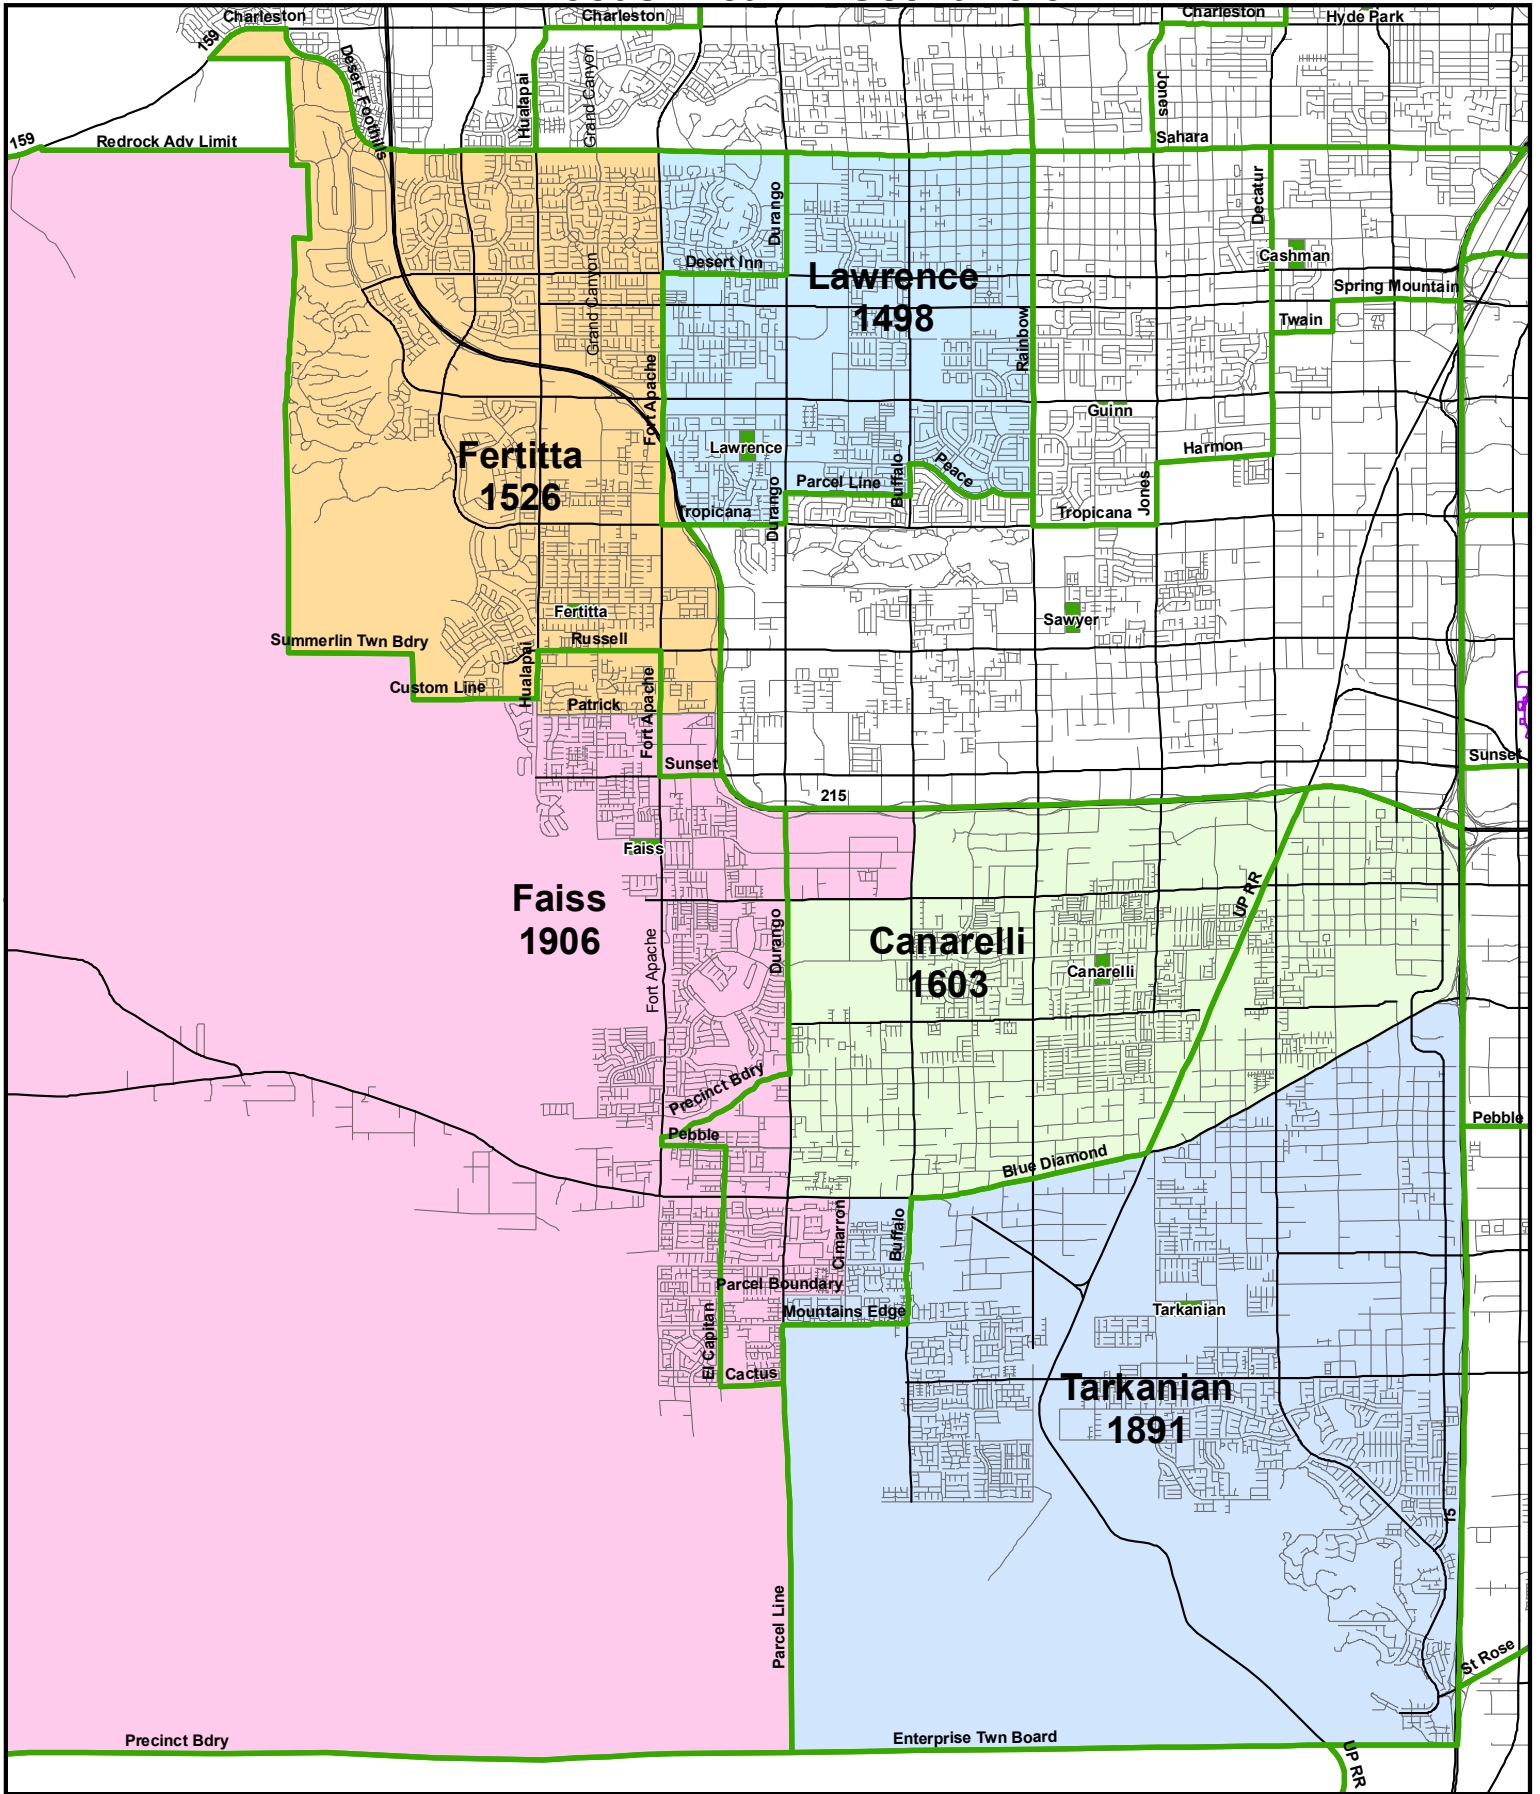 Charleston
Charleston
Charleston
Hyde Park
159
Desert Foothills
Hualapai
Grand Canyon
Jones
159
Redrock Adv Limit
Sahara
Durango
Decatur
Desert Inn
Cashman
Lawrence
1498
Spring Mountain
Grand Canyon
Twain
Rainbow
Fort Apache
Guinn
Lawrence
Harmon
Fertitta
1526
Buffalo
Peace
Parcel Line
Durango
Jones
Tropicana
Tropicana
Fertitta
Sawyer
Summerlin Twn Bdry
Russell
Hualapai
Custom Line
Fort Apache
Patrick
Sunset
Sunset
215
Faiss
Faiss
1906
UP RR
Durango
Canarelli
1603
Fort Apache
Canarelli
Precinct Bdry
Pebble
Pebble
Blue Diamond
Cimarron
Buffalo
Parcel Boundary
Mountains Edge
Tarkanian
El Capitan
Cactus
Tarkanian
1891
15
Parcel Line
St Rose
Precinct Bdry
Enterprise Twn Board
UP RR